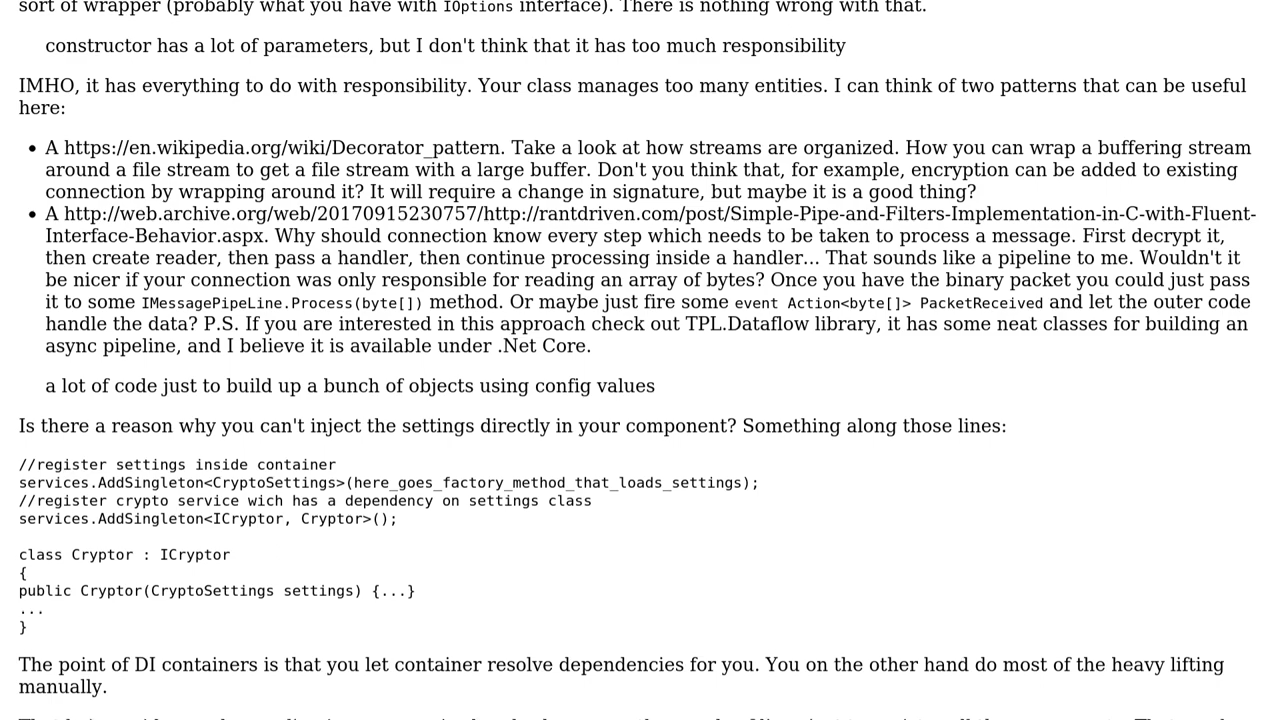 sort of wrapper (probably what you have with IOptions interface). There is nothing wrong with that.
constructor has a lot of parameters, but I don't think that it has too much responsibility
IMHO, it has everything to do with responsibility. Your class manages too many entities. I can think of two patterns that can be useful
here:
• A https://en.wikipedia.org/wiki/Decorator_pattern. Take a look at how streams are organized. How you can wrap a buffering stream
around a file stream to get a file stream with a large buffer. Don't you think that, for example, encryption can be added to existing
connection by wrapping around it? It will require a change in signature, but maybe it is a good thing?
• A http://web.archive.org/web/20170915230757/http://rantdriven.com/post/Simple-Pipe-and-Filters-Implementation-in-C-with-Fluent-
Interface-Behavior.aspx. Why should connection know every step which needs to be taken to process a message. First decrypt it,
then create reader, then pass a handler, then continue processing inside a handler... That sounds like a pipeline to me. Wouldn't it
be nicer if your connection was only responsible for reading an array of bytes? Once you have the binary packet you could just pass
it to some IMessagePipeLine.Process(byte[]) method. Or maybe just fire some event Action<byte[]> PacketReceived and let the outer code
handle the data? P.S. If you are interested in this approach check out TPL.Dataflow library, it has some neat classes for building an
async pipeline, and I believe it is available under .Net Core.
a lot of code just to build up a bunch of objects using config values
Is there a reason why you can't inject the settings directly in your component? Something along those lines:
//register settings inside container
services.AddSingleton<CryptoSettings>(here_goes_factory_method_that_loads_settings);
//register crypto service wich has a dependency on settings class
services.AddSingleton<ICryptor, Cryptor>();
class Cryptor : ICryptor
{
public Cryptor(CryptoSettings settings) {...}
...
}
The point of DI containers is that you let container resolve dependencies for you. You on the other hand do most of the heavy lifting
manually.